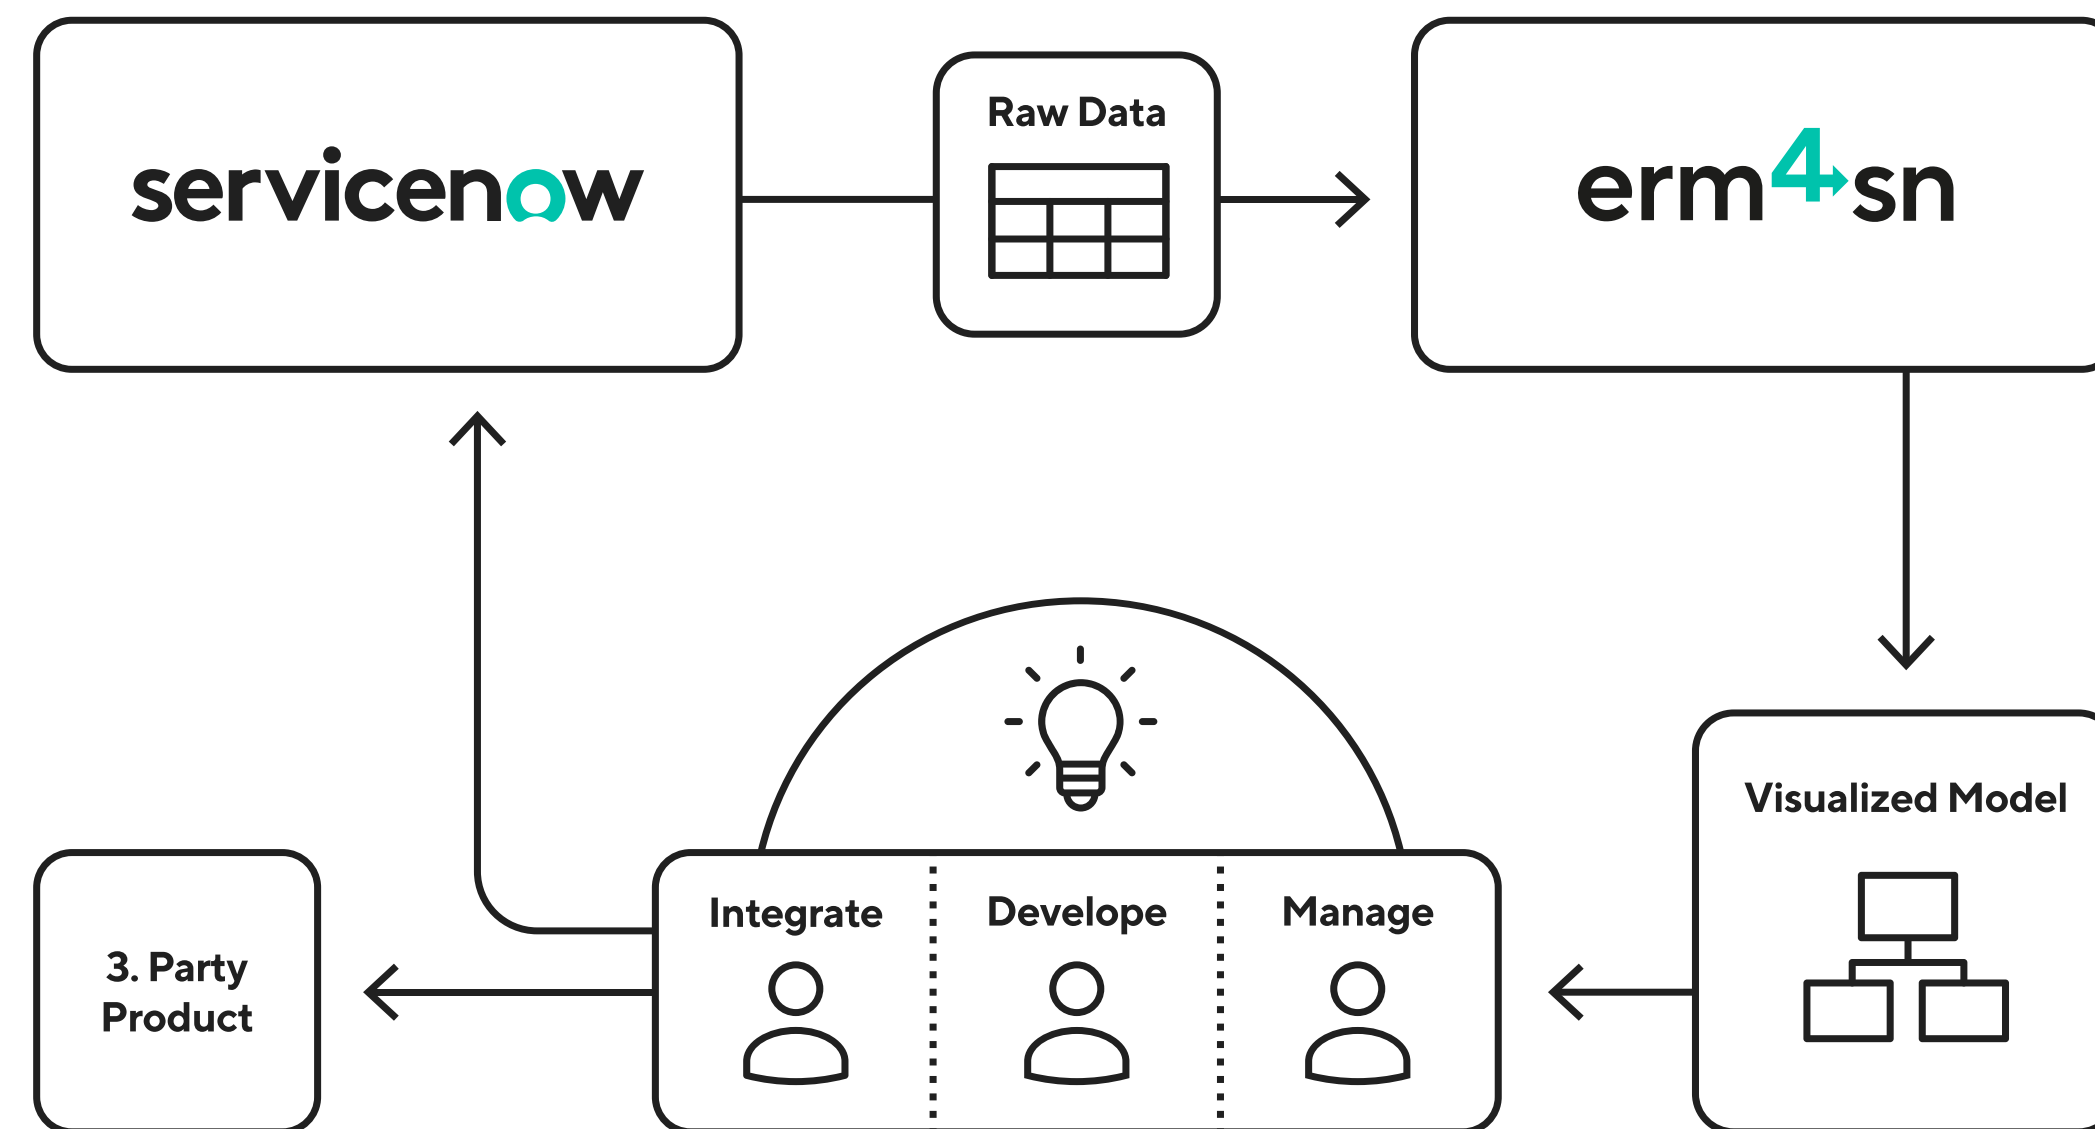 servicenow
Raw Data
erm4sn
Visualized Model
Integrate
Develope
Manage
3. Party
Product